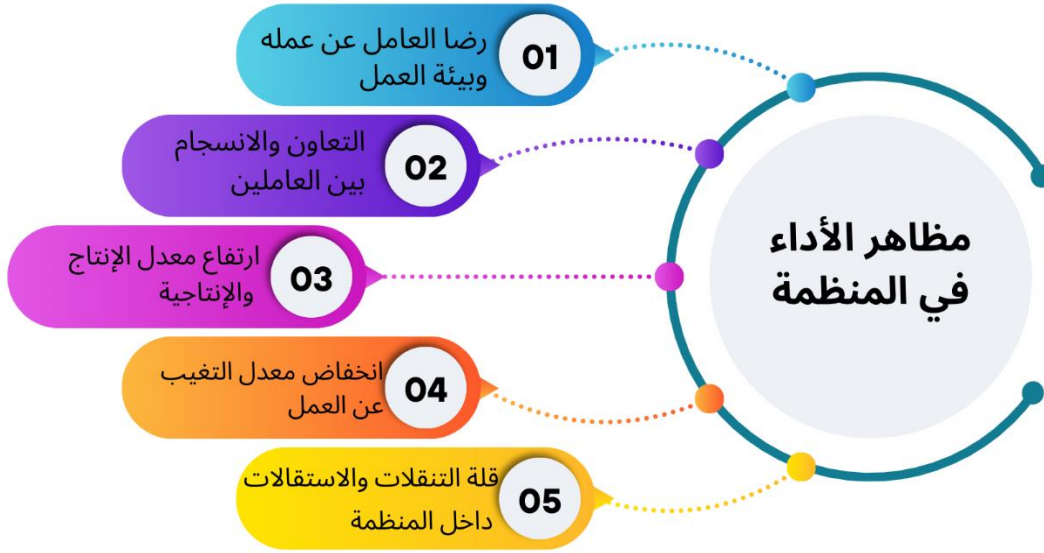 مظاهر الأداء
في المنظمة
01
رضا العامل عن عمله
وبيئة العمل
02
التعاون والانسجام
بين العاملين
03
ارتفاع معدل الإنتاج
والإنتاجية
04
انخفاض معدل التغيب
عن العمل
05
قلة التنقلات والاستقالات
داخل المنظمة